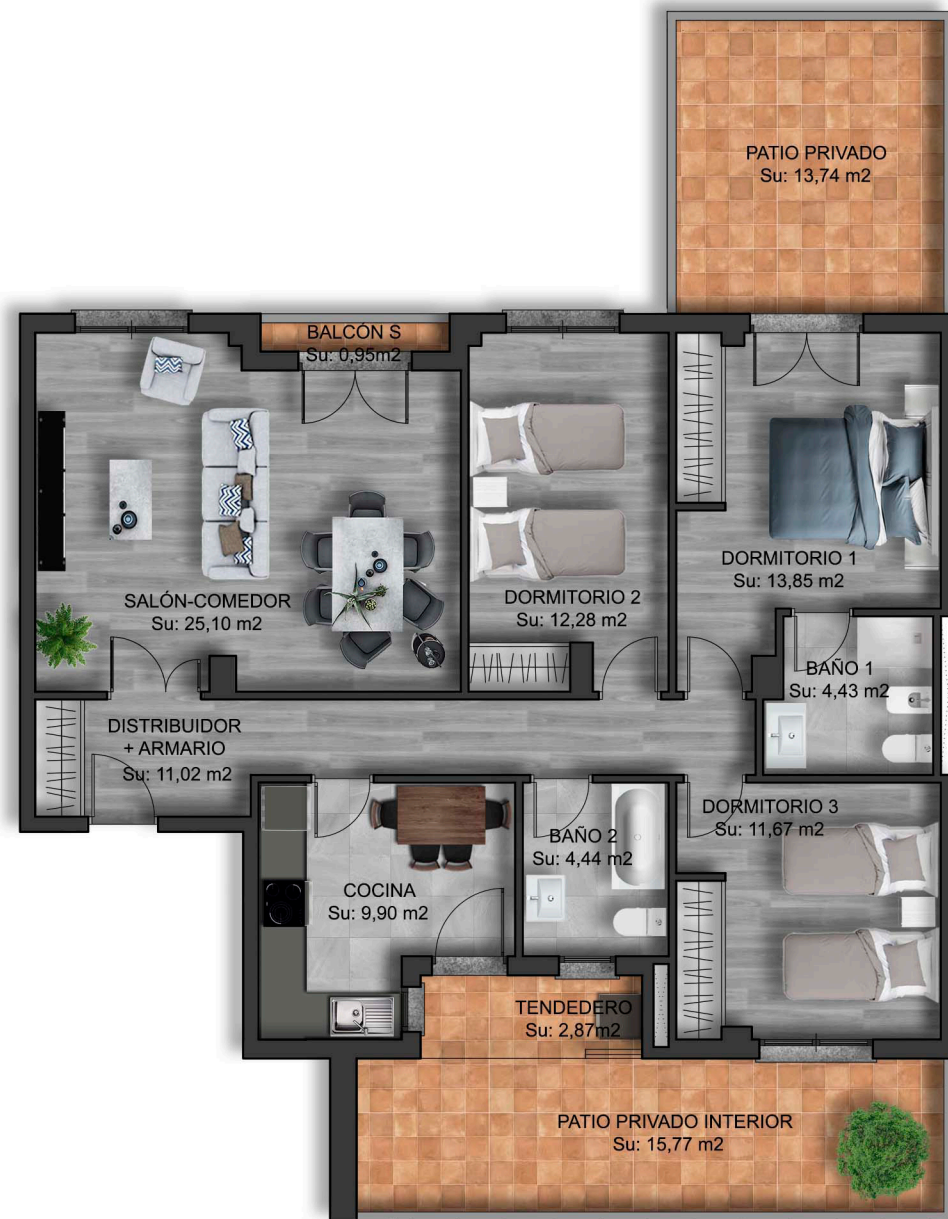 PATIO PRIVADO
Su: 13,74 m2
BALCÓN S
Su: 0,95m2
DORMITORIO 1
Su: 13,85 m2
SALÓN-COMEDOR
Su: 25,10 m2
DORMITORIO 2
Su: 12,28 m2
BAÑO 1
Su: 4,43 m2
DISTRIBUIDOR
+ ARMARIO
Su: 11,02 m2
DORMITORIO 3
Su: 11,67 m2
BAÑO 2
Su: 4,44 m2
COCINA
Su: 9,90 m2
TENDEDERO
Su: 2,87m2
PATIO PRIVADO INTERIOR
Su: 15,77 m2